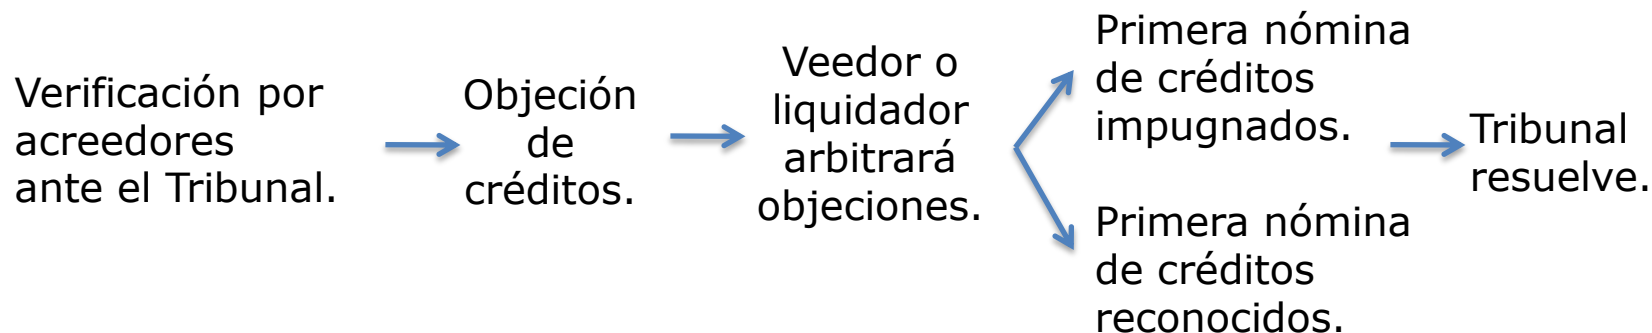 Verificación por
acreedores
ante el Tribunal.
Objeción
de
créditos.
Veedor o
liquidador
arbitrará
objeciones.
Primera nómina
de créditos
impugnados.
Primera nómina
de créditos
reconocidos.
Tribunal
resuelve.